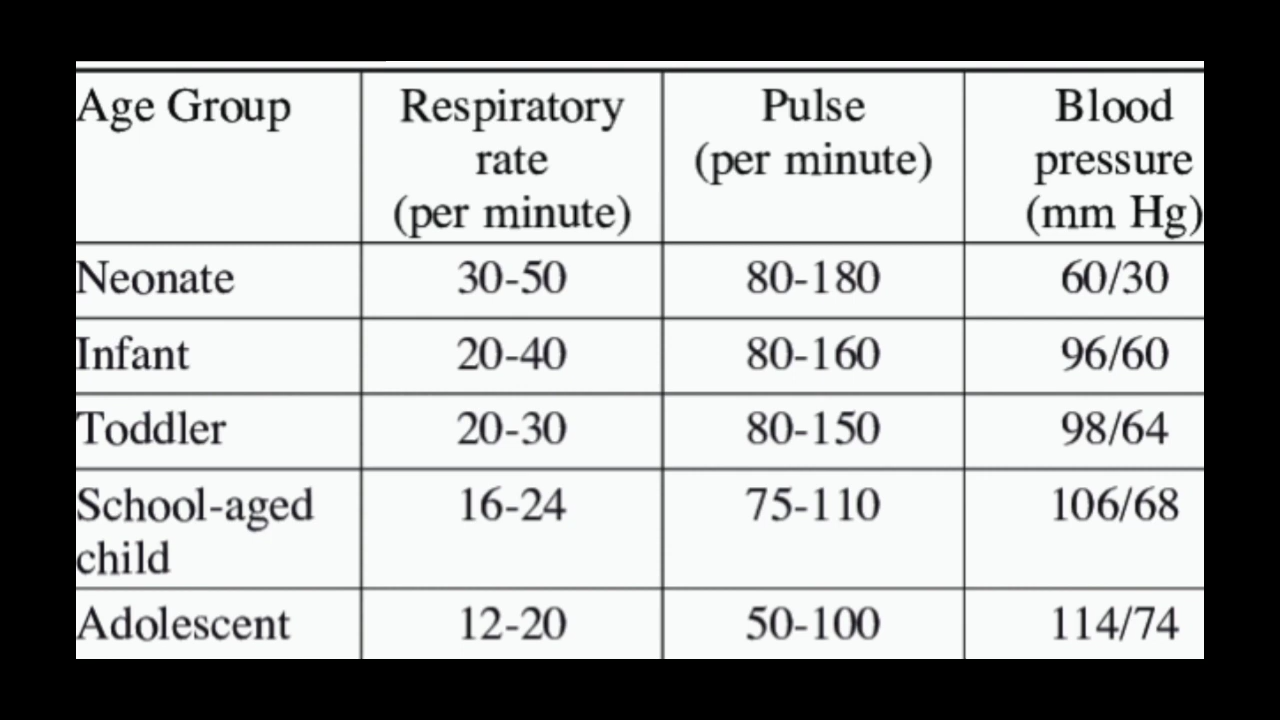 Age Group Respiratory rate (per minute) Pulse (per minute) Blood pressure (mm Hg)
Neonate 30-50 80-180 60/30
Infant 20-40 80-160 96/60
Toddler 20-30 80-150 98/64
School-aged child 16-24 75-110 106/68
Adolescent 12-20 50-100 114/74